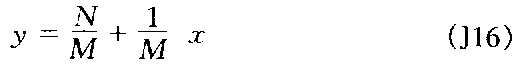 y = N/M + 1/M x (J16)